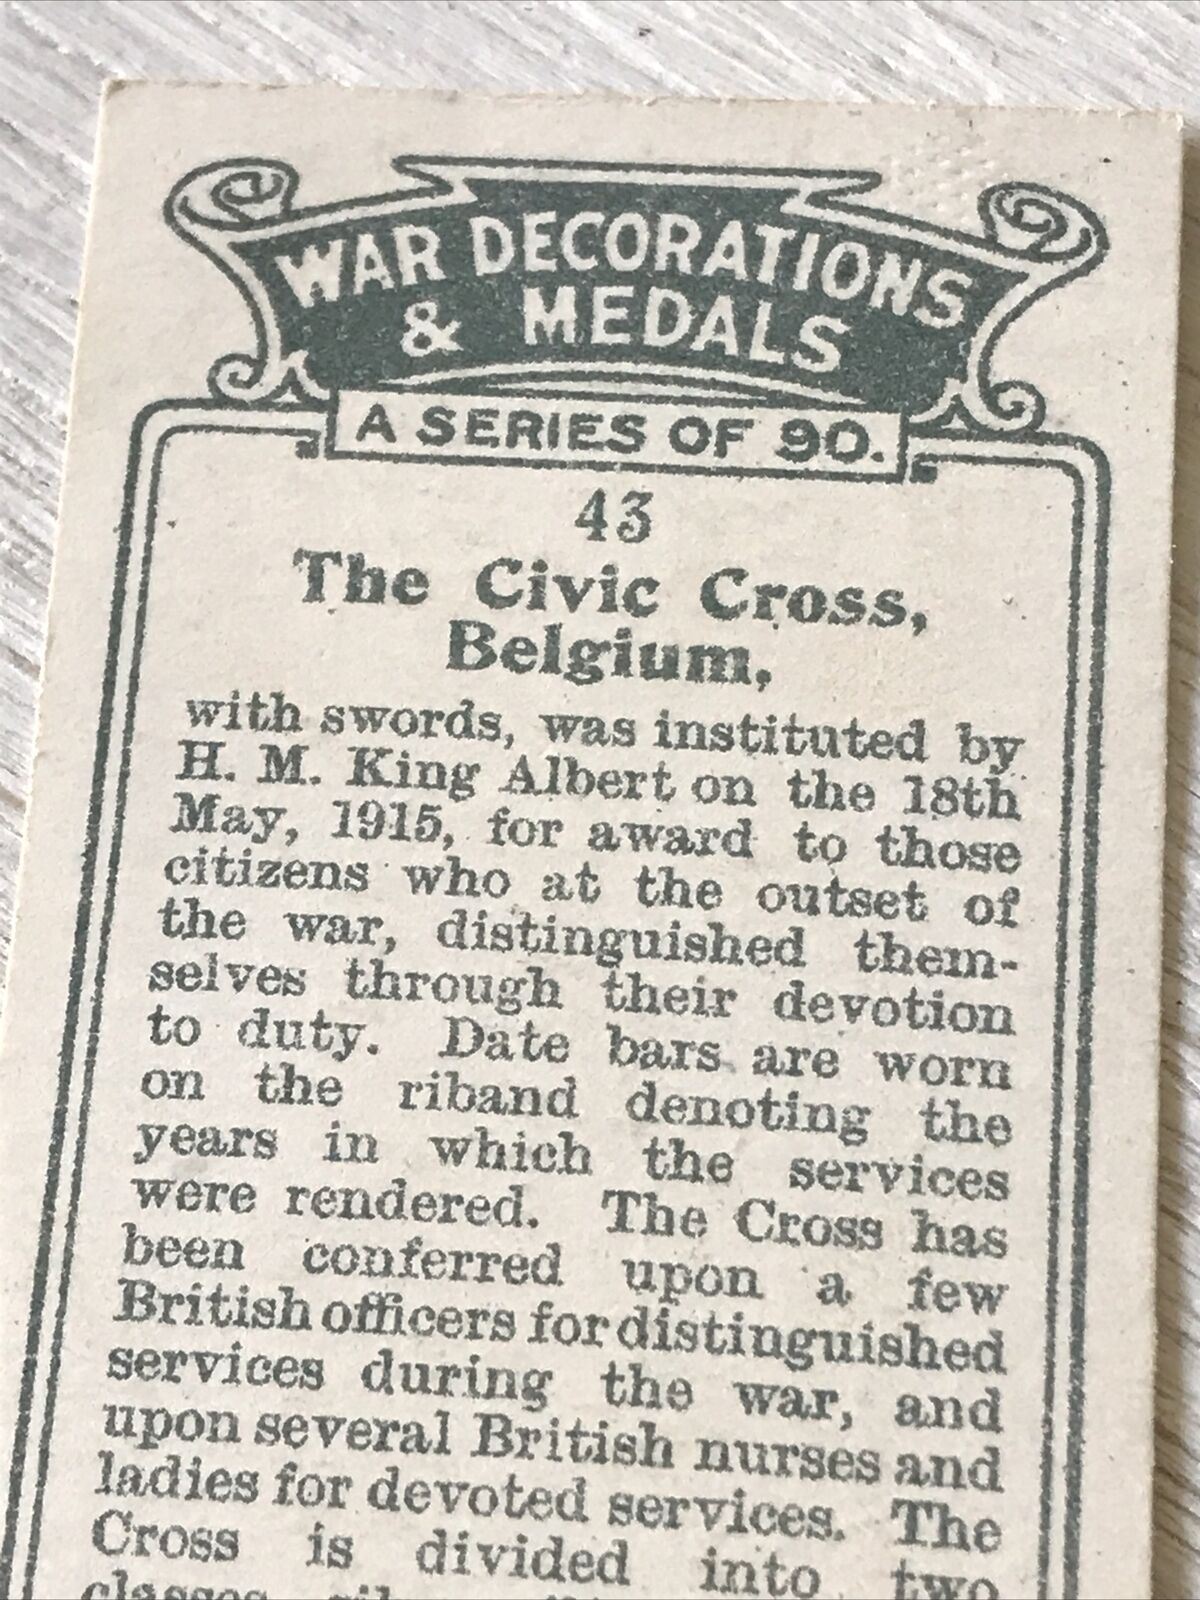 WAR DECORATIONS
& MEDALS
A SERIES OF 90.
43
The Civic Cross,
Belgium,
with swords, was instituted by
H. M. King Albert on the 18th
May, 1915, for award to those
citizens who at the outset of
the war, distinguished them-
selves through their devotion
to duty. Date bars are worn
on the riband denoting the
years in which the services
were rendered. The Cross has
been conferred upon a few
British officers for distinguished
services during the war, and
upon several British nurses and
ladies for devoted services. The
Cross is divided into two
classes